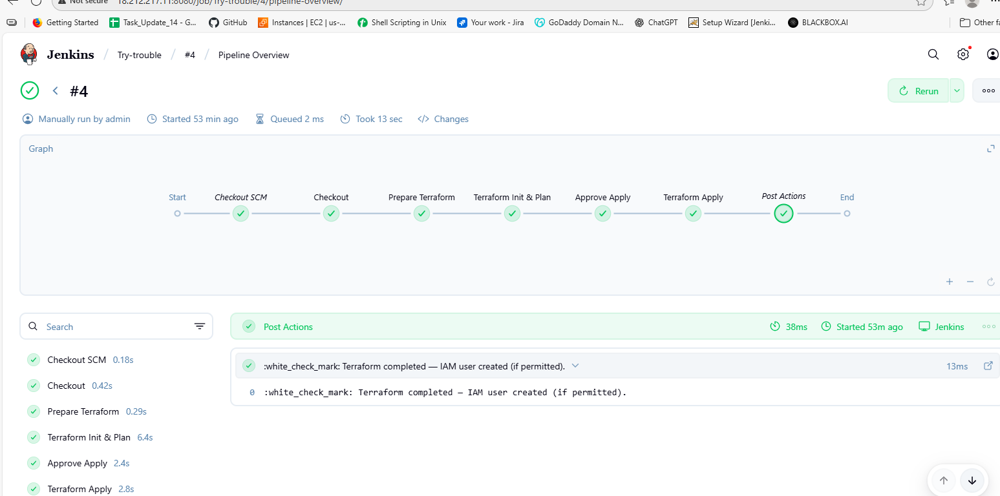 Not secure 18.212.217.11:8080/job/Try-trouble/4/pipeline-overview/
Getting Started Task_Update_14 - G... GitHub Instances | EC2 | us-... Shell Scripting in Unix Your work - Jira GoDaddy Domain N... ChatGPT Setup Wizard [Jenki... BLACKBOX.AI Other fa
Jenkins / Try-trouble / #4 / Pipeline Overview
#4
Rerun
Manually run by admin Started 53 min ago Queued 2 ms Took 13 sec Changes
Graph
Start Checkout SCM Checkout Prepare Terraform Terraform Init & Plan Approve Apply Terraform Apply Post Actions End
Search
Post Actions 38ms Started 53m ago Jenkins
Checkout SCM 0.18s
:white_check_mark: Terraform completed — IAM user created (if permitted). 13ms
Checkout 0.42s
0 :white_check_mark: Terraform completed — IAM user created (if permitted).
Prepare Terraform 0.29s
Terraform Init & Plan 6.4s
Approve Apply 2.4s
Terraform Apply 2.8s